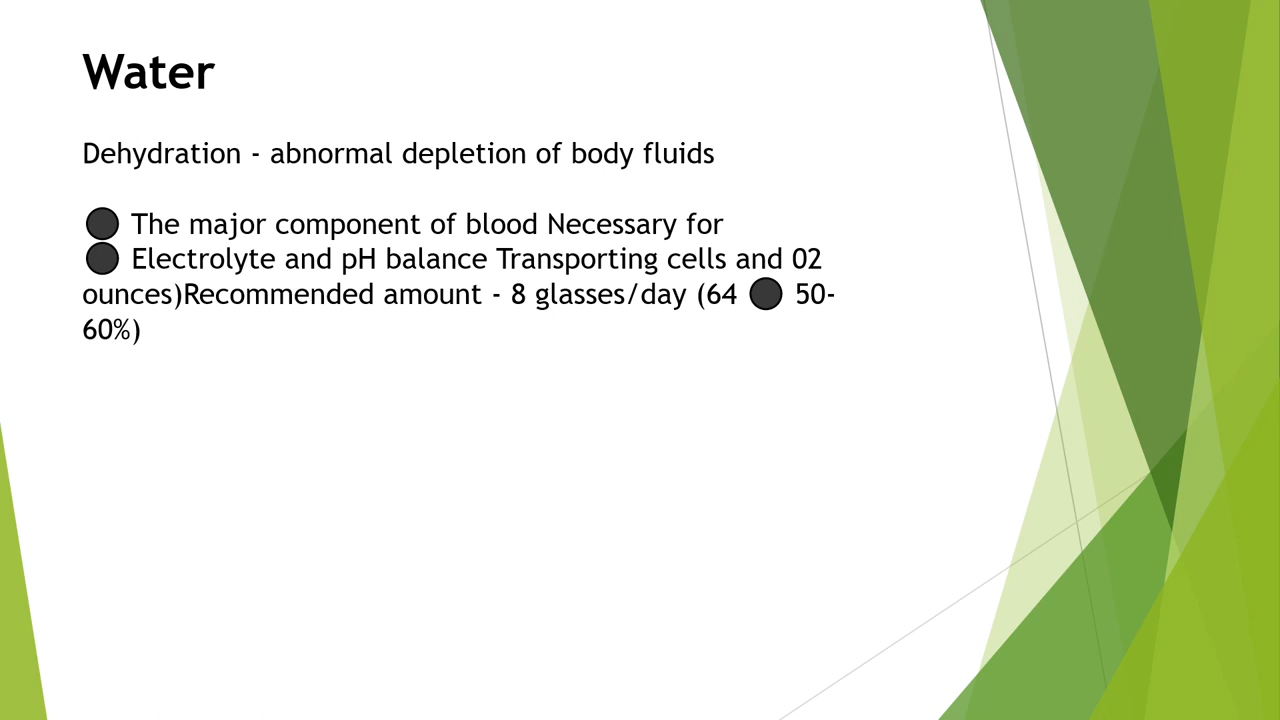 Water
Dehydration - abnormal depletion of body fluids
⚫ The major component of blood Necessary for
⚫ Electrolyte and pH balance Transporting cells and 02
ounces)Recommended amount - 8 glasses/day (64 ⚫ 50-
60%)